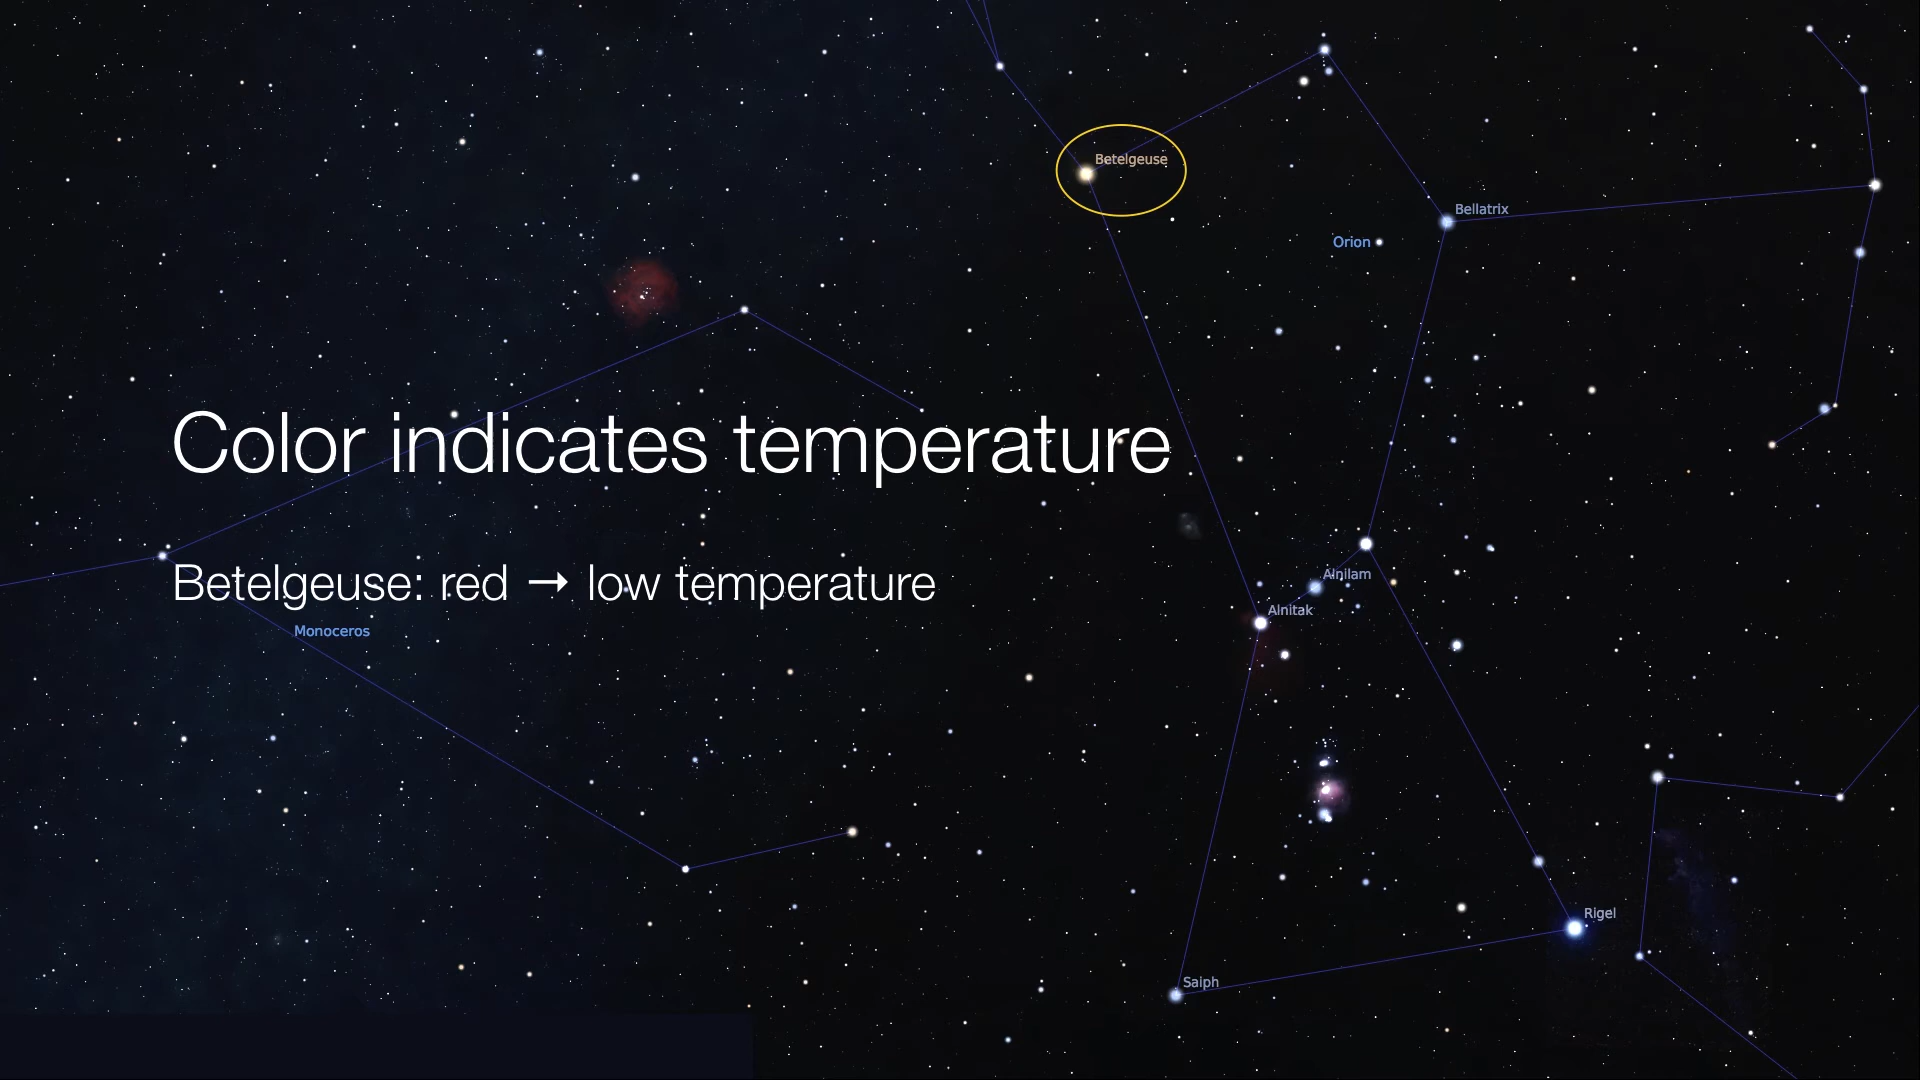 Betelgeuse
Bellatrix
Orion
Color indicates temperature
Betelgeuse: red → low temperature
Alnilam
Alnitak
Monoceros
Rigel
Saiph